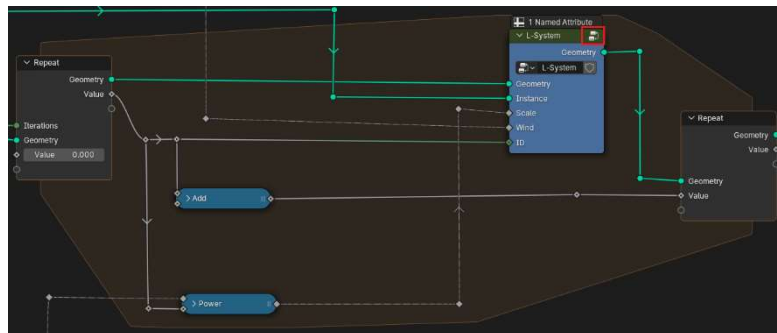 1 Named Attribute
L-System
Geometry
L-System
Geometry
Instance
Scale
Wind
ID
Repeat
Geometry
Value
Iterations
Geometry
Value 0.000
Add
Power
Repeat
Geometry
Value
Geometry
Value